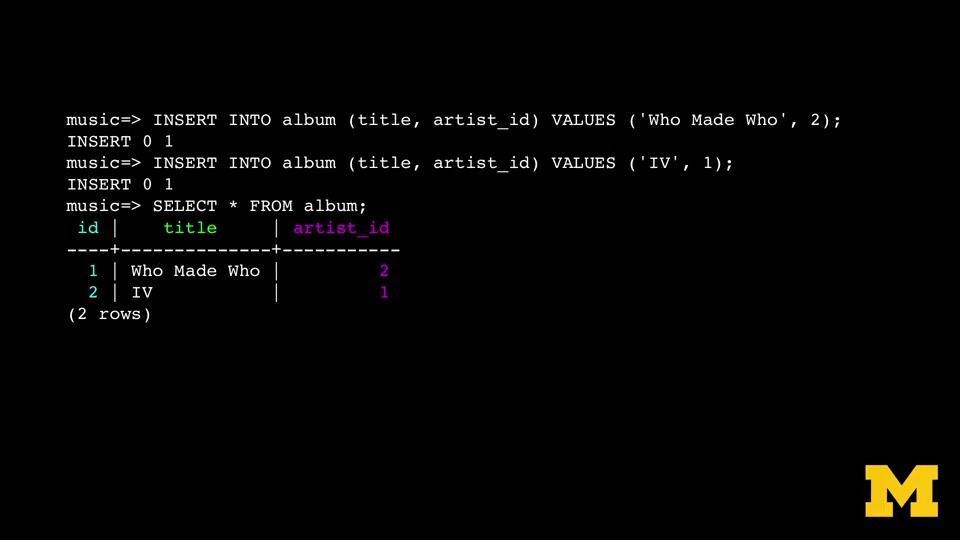 music=> INSERT INTO album (title, artist_id) VALUES ('Who Made Who', 2);
INSERT 0 1
music=> INSERT INTO album (title, artist_id) VALUES ('IV', 1);
INSERT 0 1
music=> SELECT * FROM album;
 id |    title     | artist_id
----+--------------+-----------
  1 | Who Made Who |         2
  2 | IV           |         1
(2 rows)
M